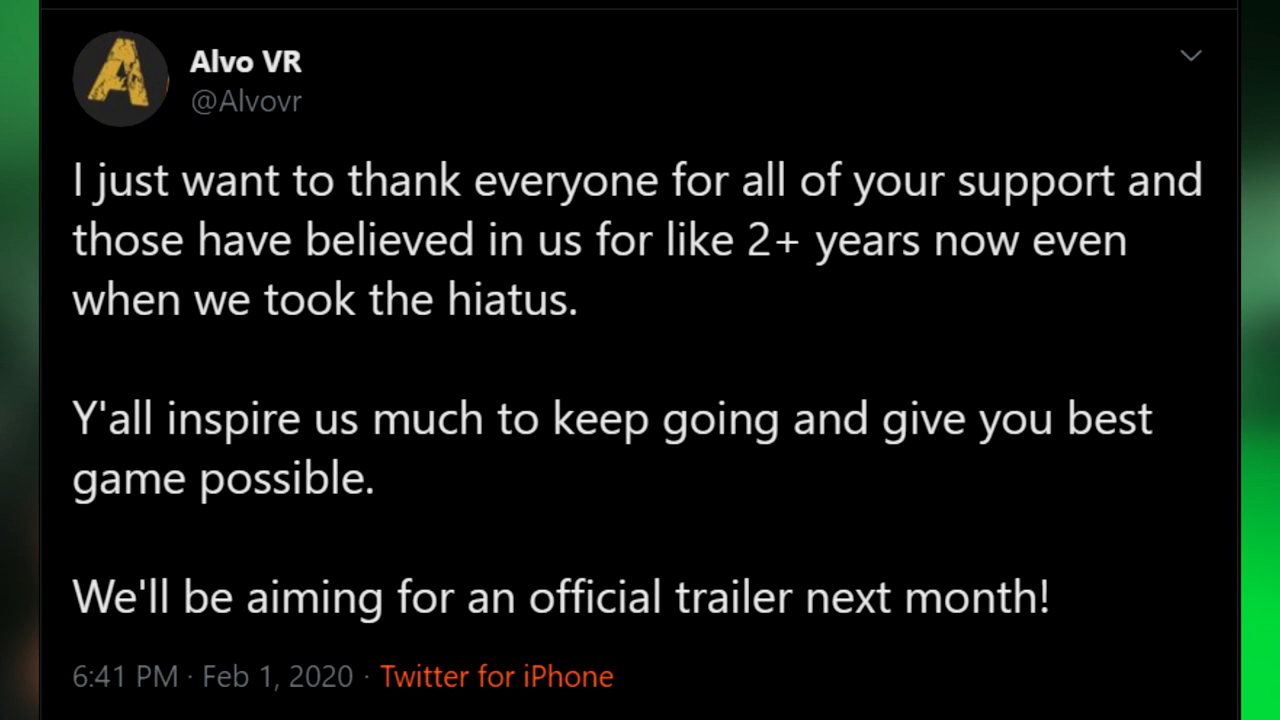 Alvo VR
@Alvovr
I just want to thank everyone for all of your support and
those have believed in us for like 2+ years now even
when we took the hiatus.
Y'all inspire us much to keep going and give you best
game possible.
We'll be aiming for an official trailer next month!
6:41 PM · Feb 1, 2020 · Twitter for iPhone